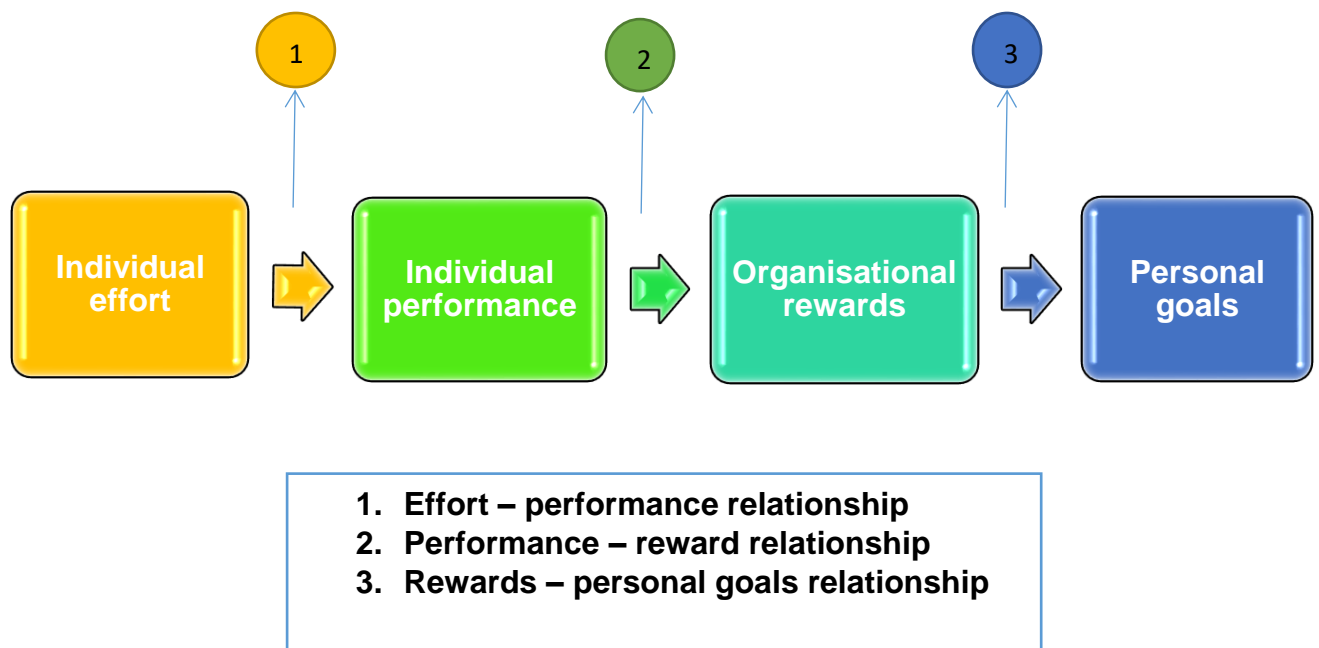 1
2
3
Individual
effort
Individual
performance
Organisational
rewards
Personal
goals
1. Effort – performance relationship
2. Performance – reward relationship
3. Rewards – personal goals relationship